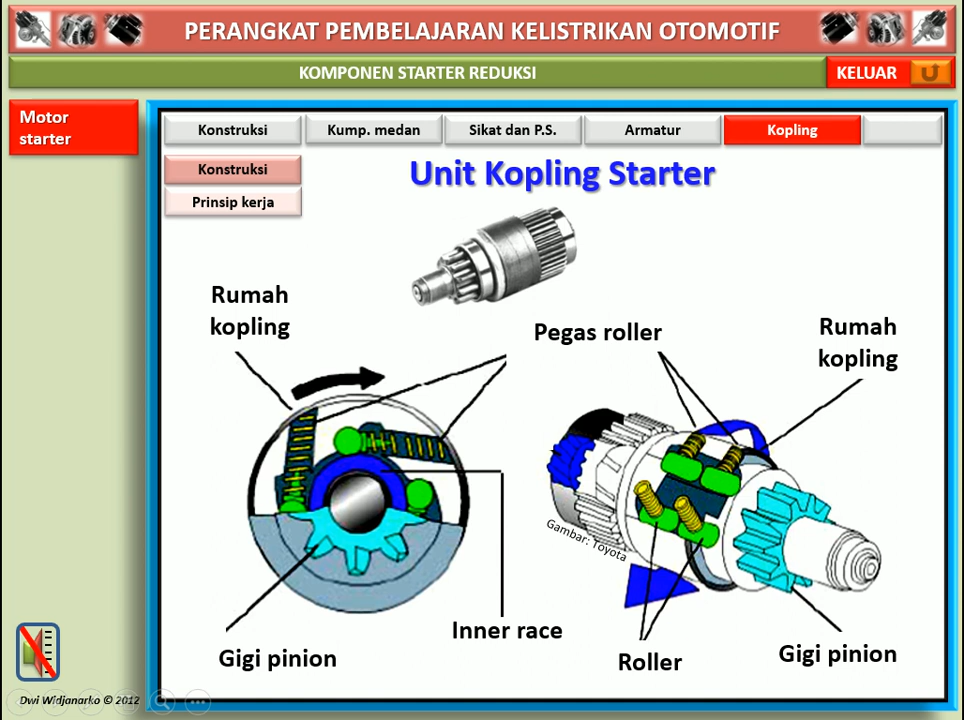 PERANGKAT PEMBELAJARAN KELISTRIKAN OTOMOTIF
KOMPONEN STARTER REDUKSI
KELUAR
Motor
starter
Konstruksi
Kump. medan
Sikat dan P.S.
Armatur
Kopling
Konstruksi
Prinsip kerja
Unit Kopling Starter
Rumah
kopling
Pegas roller
Rumah
kopling
Gambar: Toyota
Inner race
Gigi pinion
Roller
Gigi pinion
Dwi Widjanarko © 2012